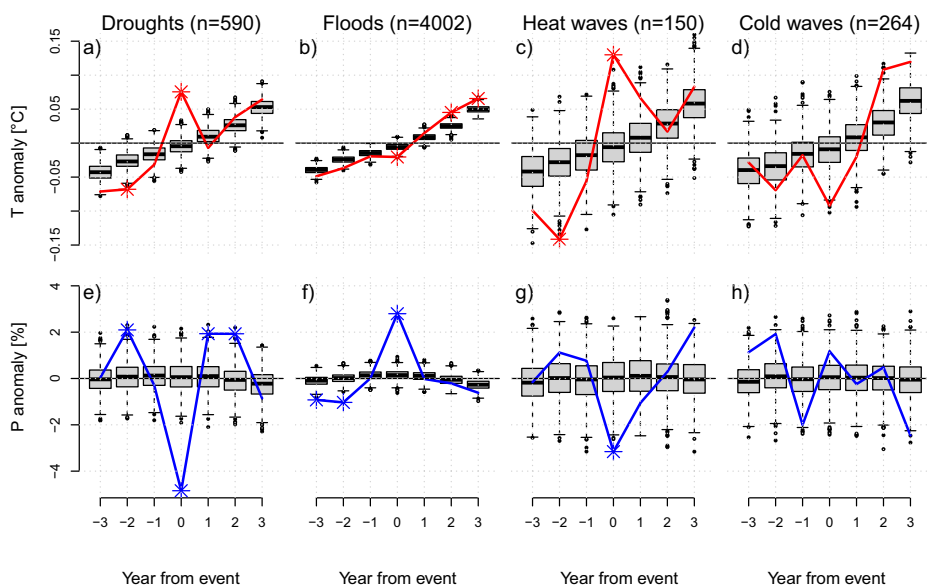 Droughts (n=590) Floods (n=4002) Heat waves (n=150) Cold waves (n=264)
a) b) c) d)
T anomaly [°C]
0.15
0.05
−0.05
−0.15
e) f) g) h)
P anomaly [%]
4
2
0
−2
−4
−3 −2 −1 0 1 2 3 −3 −2 −1 0 1 2 3 −3 −2 −1 0 1 2 3 −3 −2 −1 0 1 2 3
Year from event Year from event Year from event Year from event